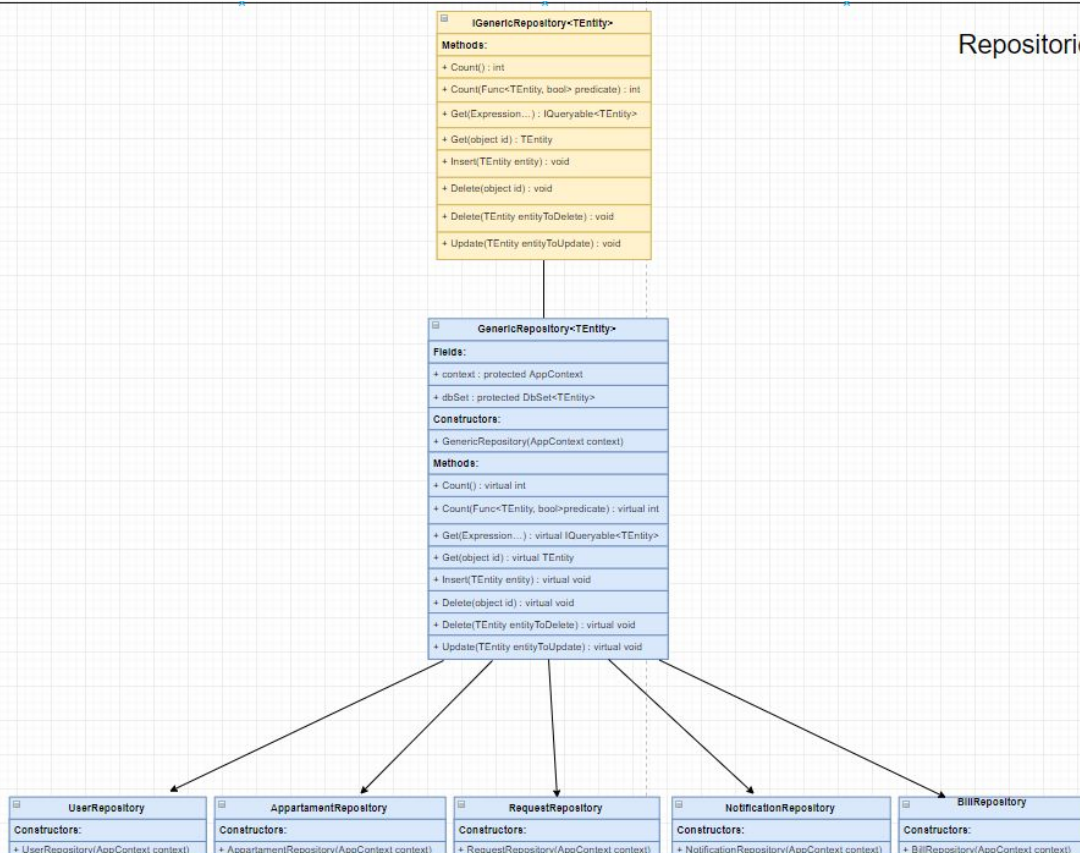 IGenericRepository<TEntity>
Repositori
Methods:
+ Count() : int
+ Count(Func<TEntity, bool> predicate) : int
+ Get(Expression...) : IQueryable<TEntity>
+ Get(object id) : TEntity
+ Insert(TEntity entity) : void
+ Delete(object id) : void
+ Delete(TEntity entityToDelete) : void
+ Update(TEntity entityToUpdate) : void
GenericRepository<TEntity>
Fields:
+ context : protected AppContext
+ dbSet : protected DbSet<TEntity>
Constructors:
+ GenericRepository(AppContext context)
Methods:
+ Count() : virtual int
+ Count(Func<TEntity, bool>predicate) : virtual int
+ Get(Expression...) : virtual IQueryable<TEntity>
+ Get(object id) : virtual TEntity
+ Insert(TEntity entity) : virtual void
+ Delete(object id) : virtual void
+ Delete(TEntity entityToDelete) : virtual void
+ Update(TEntity entityToUpdate) : virtual void
UserRepository
Constructors:
+ UserRepository(AppContext context)
AppartamentRepository
Constructors:
+ AppartamentRepository(AppContext context)
RequestRepository
Constructors:
+ RequestRepository(AppContext context)
NotificationRepository
Constructors:
+ NotificationRepository(AppContext context)
BillRepository
Constructors:
+ BillRepository(AppContext context)